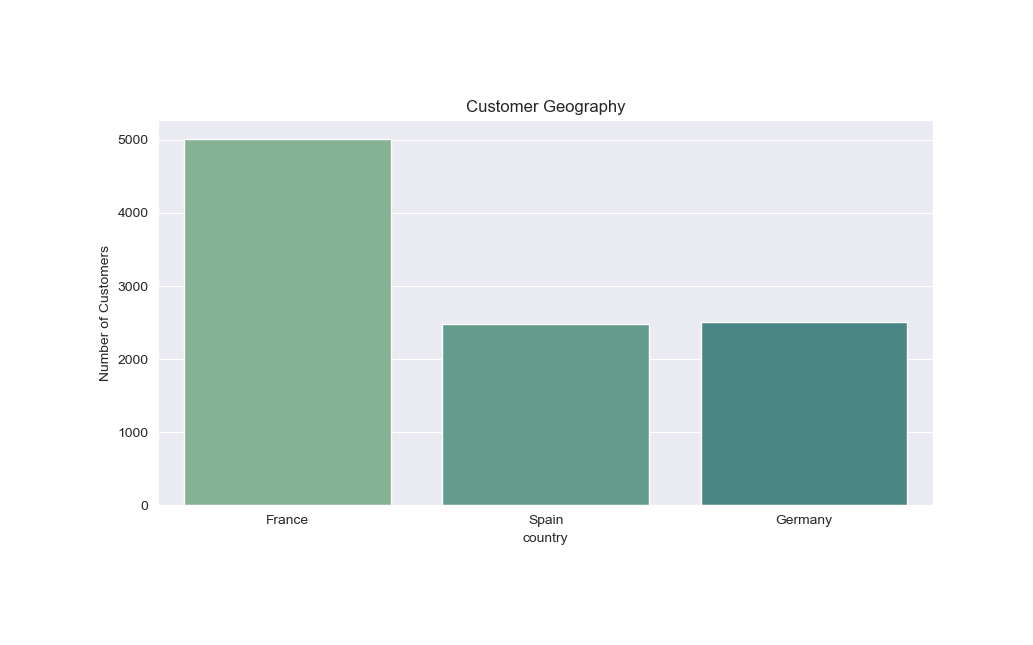 Customer Geography
5000
4000
3000
2000
1000
0
Number of Customers
France
Spain
Germany
country